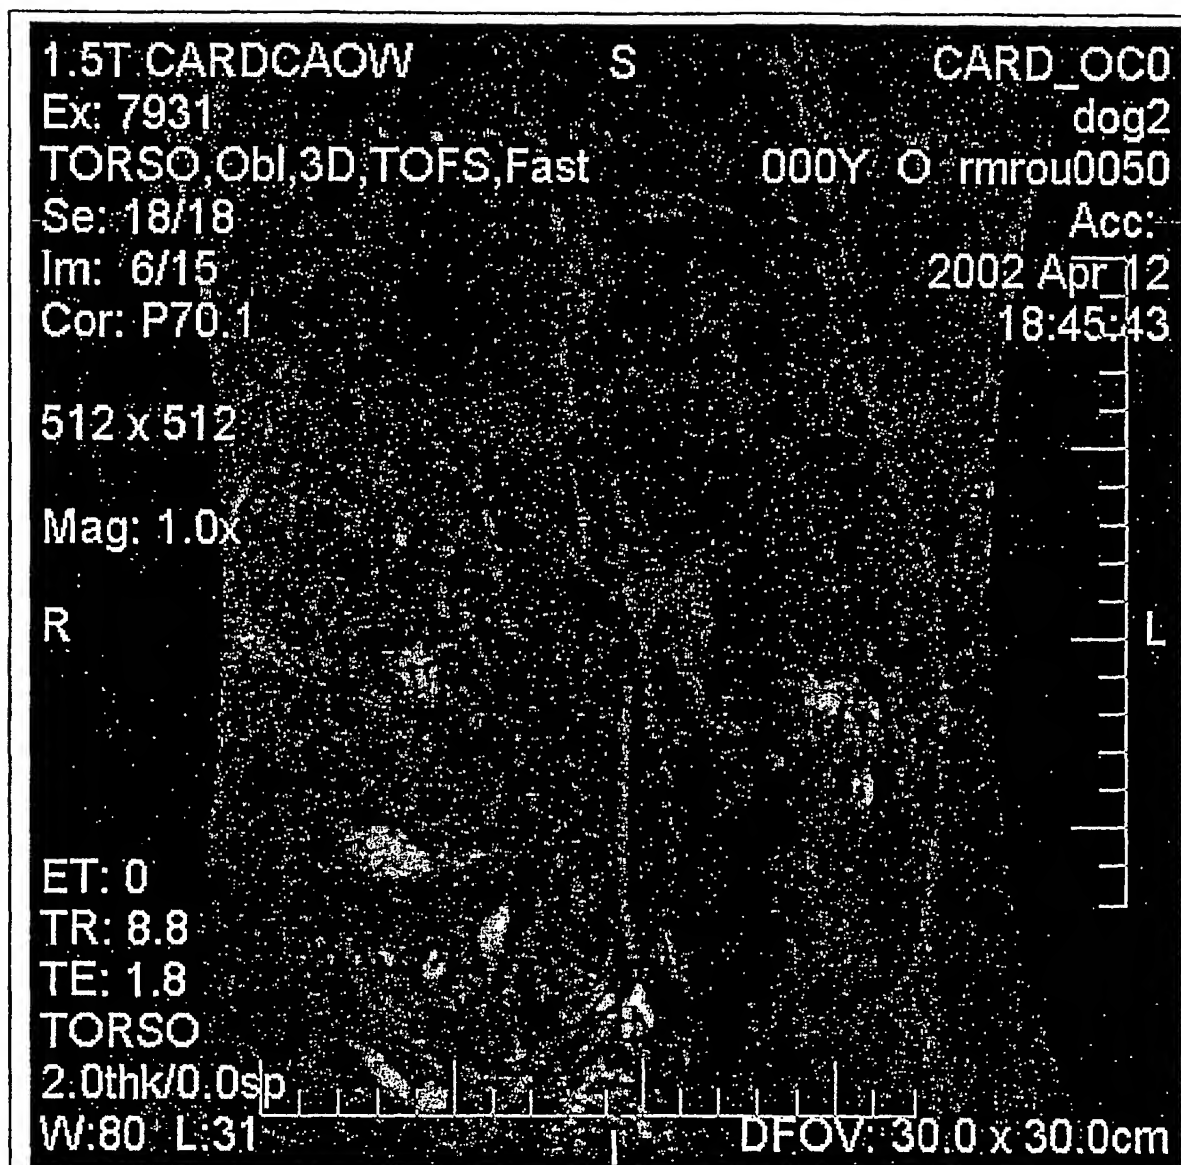 1.5T CARDCAOW
S
CARD_OC0
Ex: 7931
dog2
TORSO,Obl,3D,TOFS,Fast
000Y O rmrou0050
Se: 18/18
Acc:
Im: 6/15
2002 Apr 12
Cor: P70.1
18:45:43
512 x 512
Mag: 1.0x
R
L
ET: 0
TR: 8.8
TE: 1.8
TORSO
2.0thk/0.0sp
W:80 L:31
DFOV: 30.0 x 30.0cm